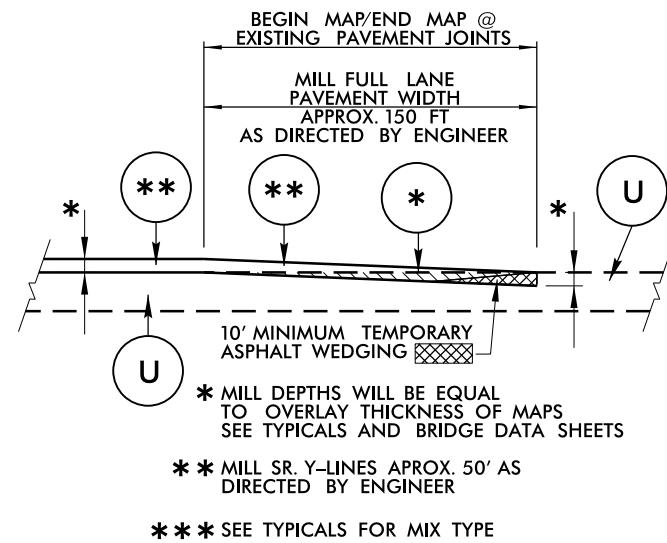 BEGIN MAP/END MAP @
EXISTING PAVEMENT JOINTS
MILL FULL LANE
PAVEMENT WIDTH
APPROX. 150 FT
AS DIRECTED BY ENGINEER
* ** ** * * U
U
10' MINIMUM TEMPORARY
ASPHALT WEDGING
* MILL DEPTHS WILL BE EQUAL
TO OVERLAY THICKNESS OF MAPS
SEE TYPICALS AND BRIDGE DATA SHEETS
** MILL SR. Y-LINES APROX. 50' AS
DIRECTED BY ENGINEER
*** SEE TYPICALS FOR MIX TYPE